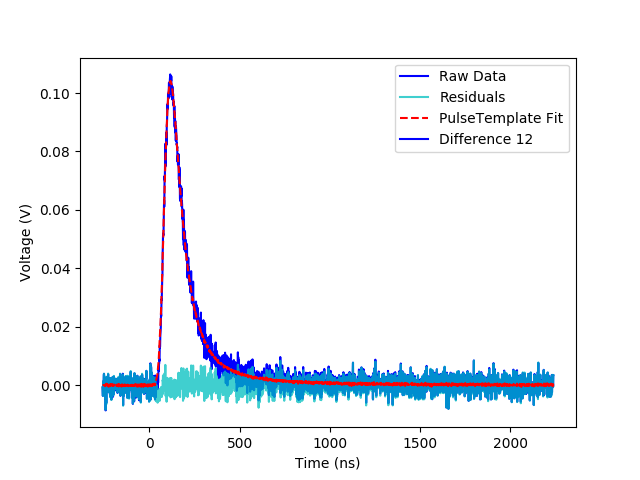 Raw Data
Residuals
PulseTemplate Fit
Difference 12
0.10
0.08
0.06
0.04
0.02
0.00
Voltage (V)
0
500
1000
1500
2000
Time (ns)